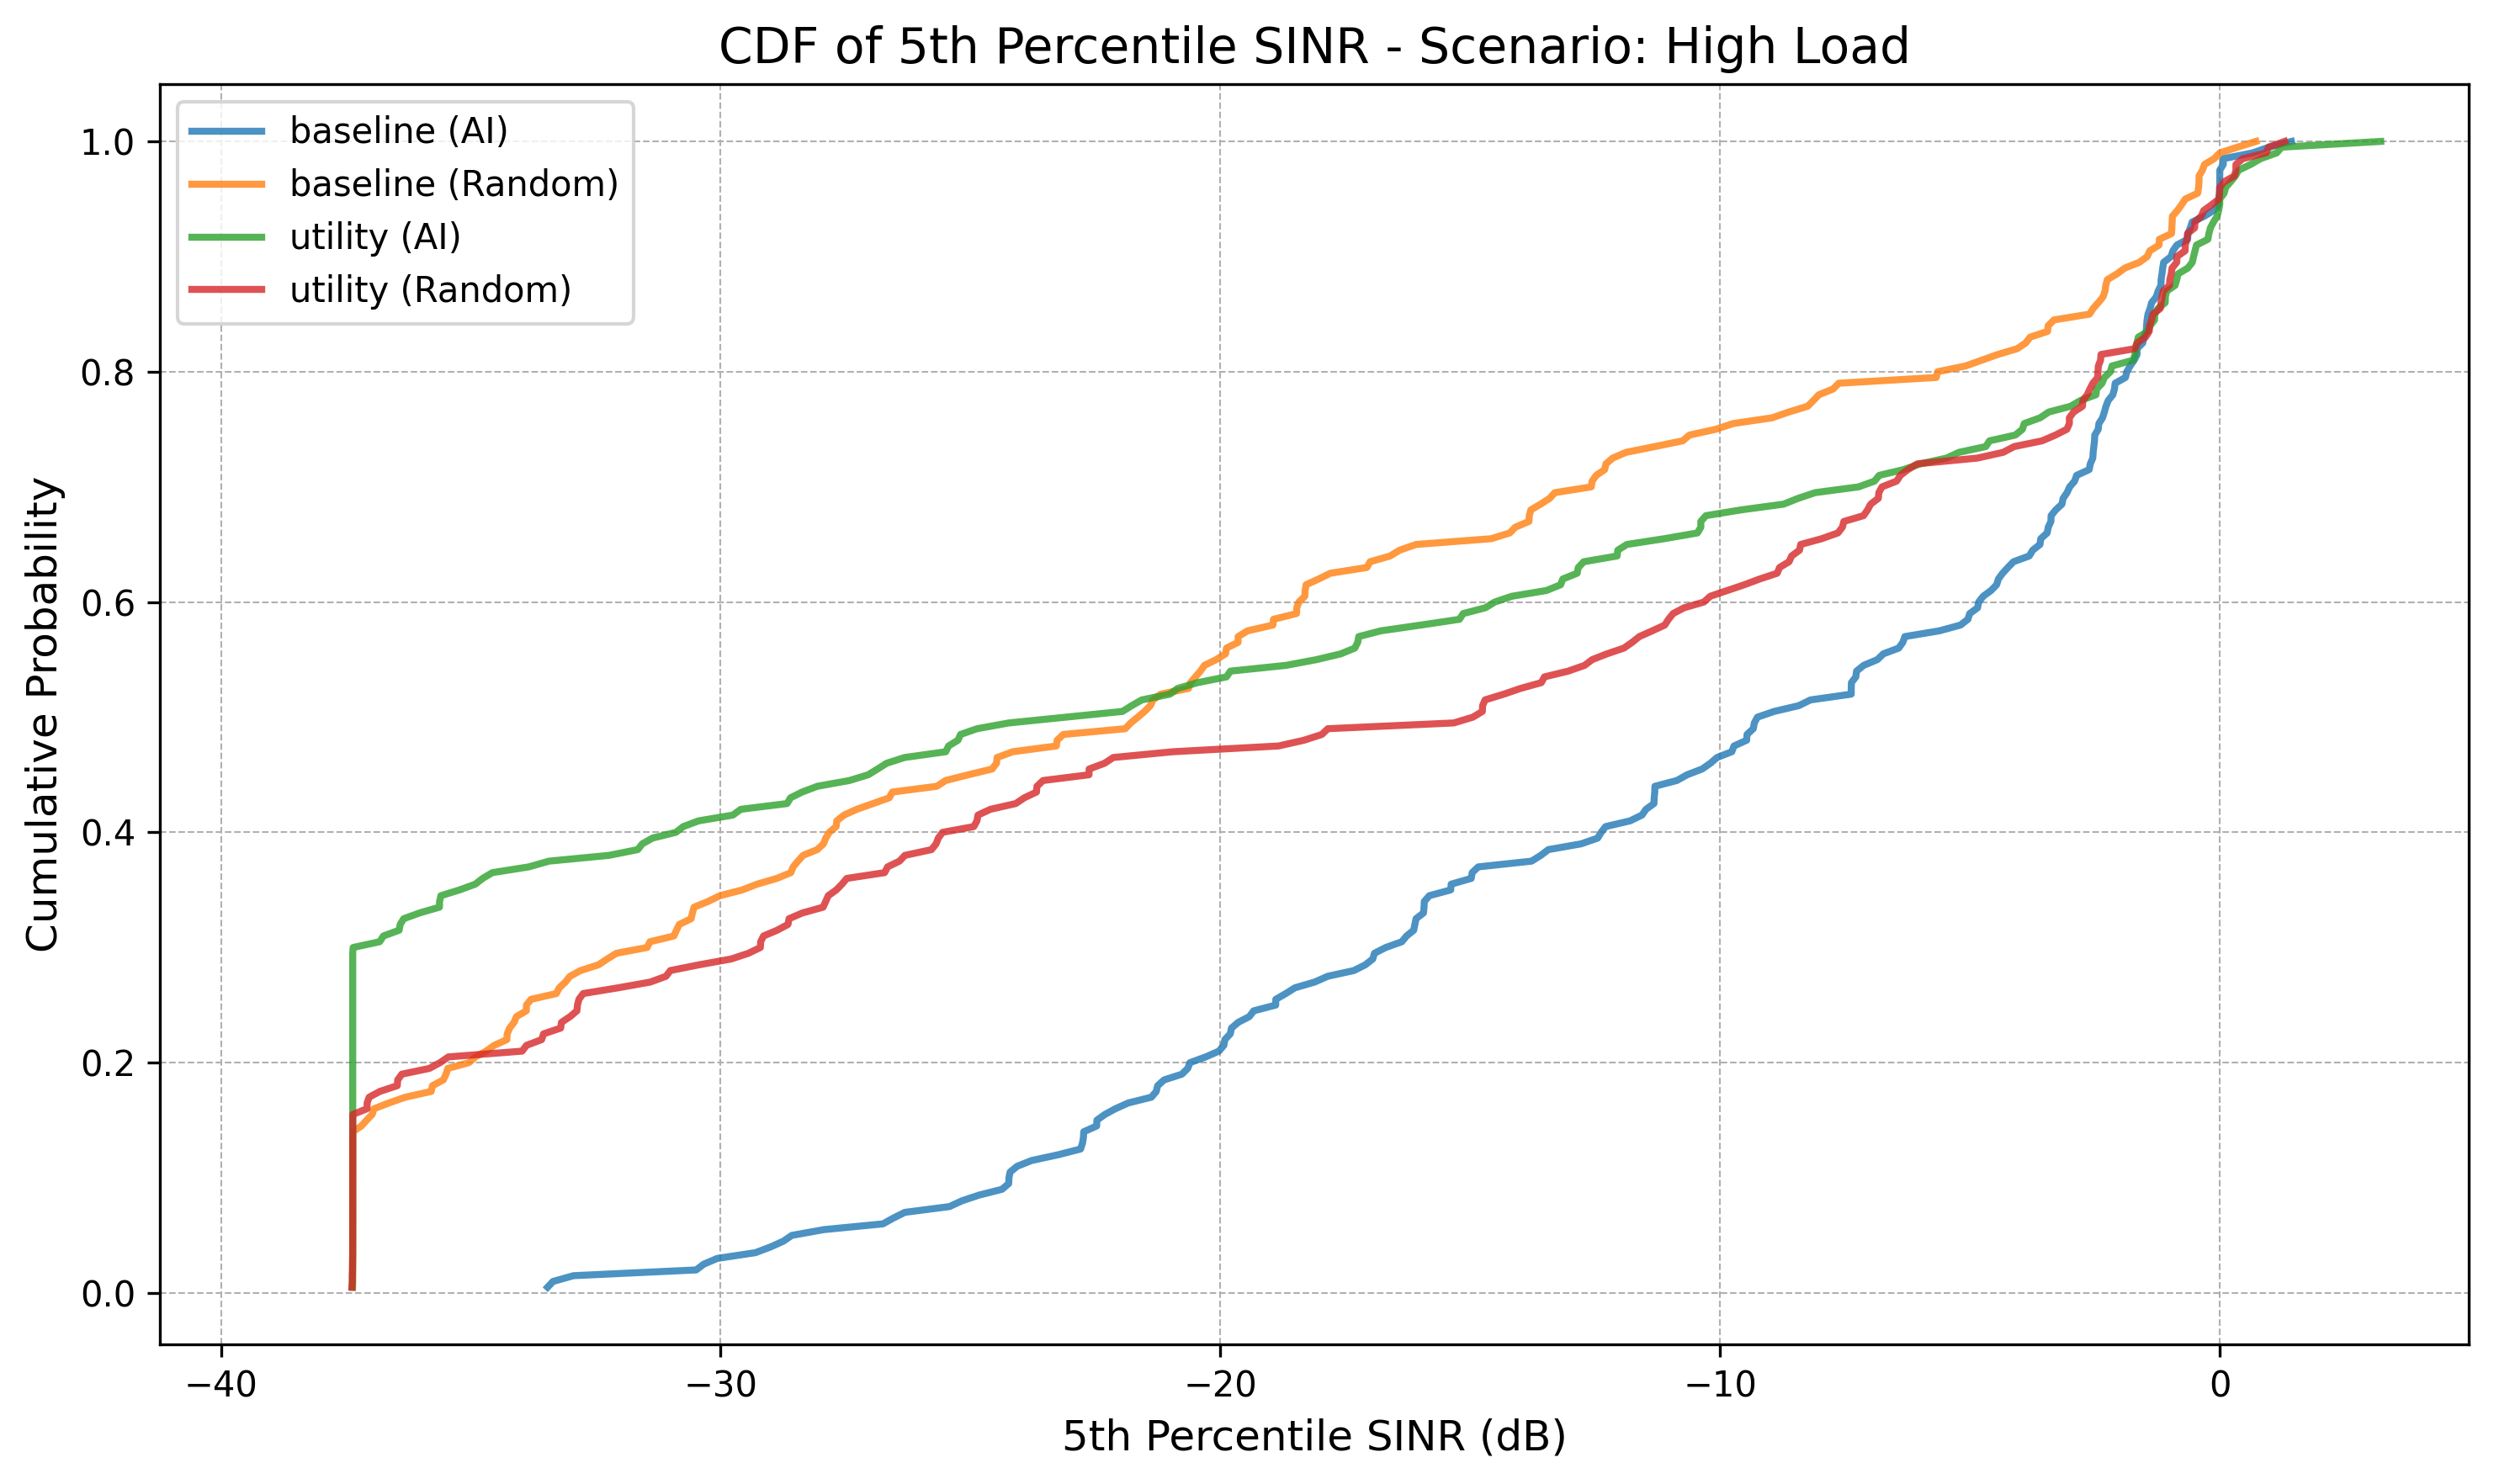 CDF of 5th Percentile SINR - Scenario: High Load
baseline (AI)
baseline (Random)
utility (AI)
utility (Random)
Cumulative Probability
1.0
0.8
0.6
0.4
0.2
0.0
−40
−30
−20
−10
0
5th Percentile SINR (dB)